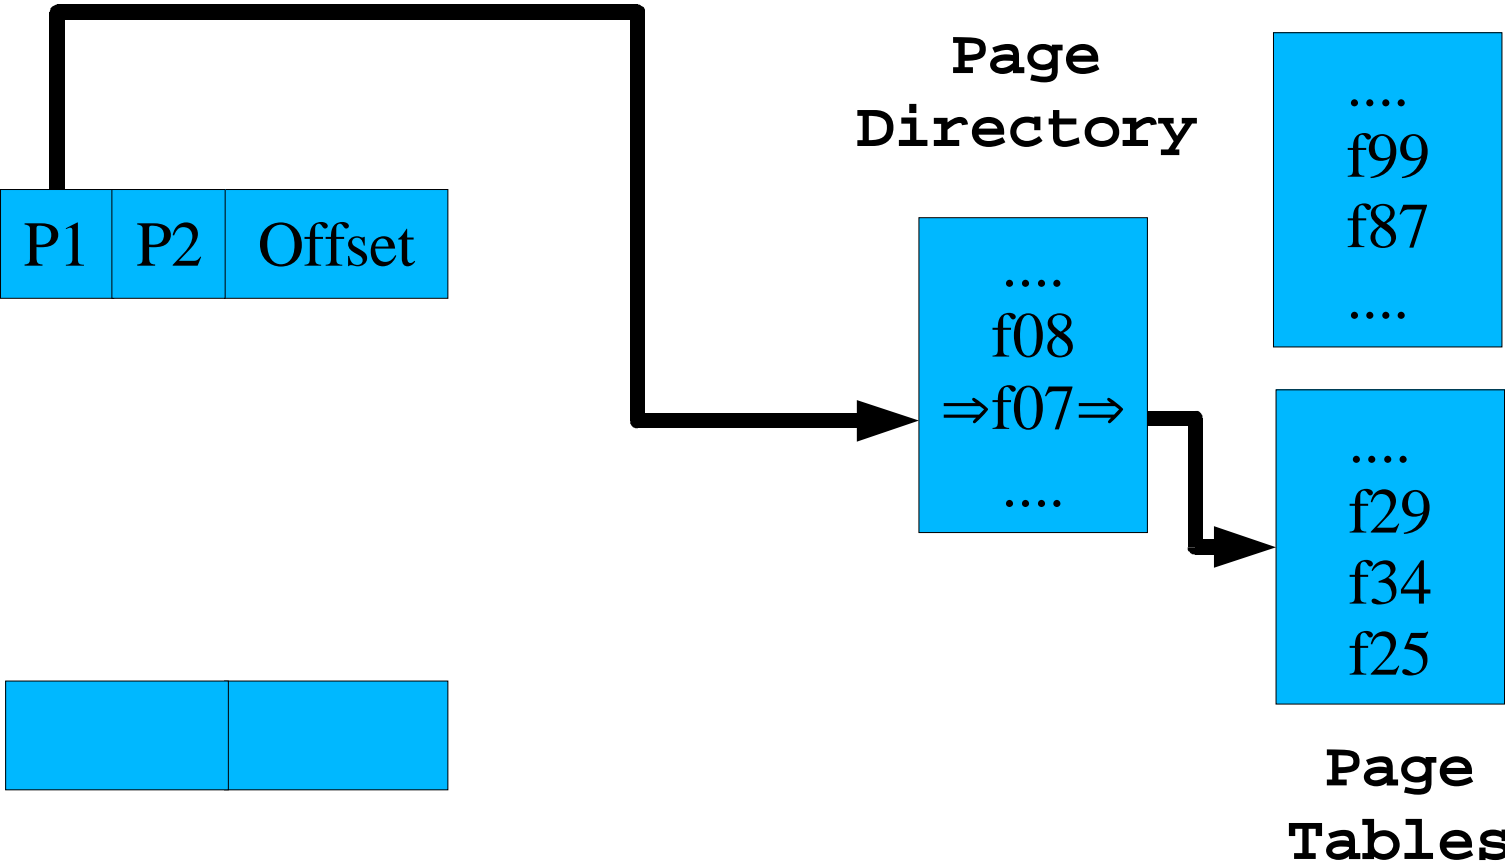 Page
Directory
....
f99
f87
....
P1 P2 Offset
....
f08
⇒f07⇒
....
....
f29
f34
f25
Page
Tables